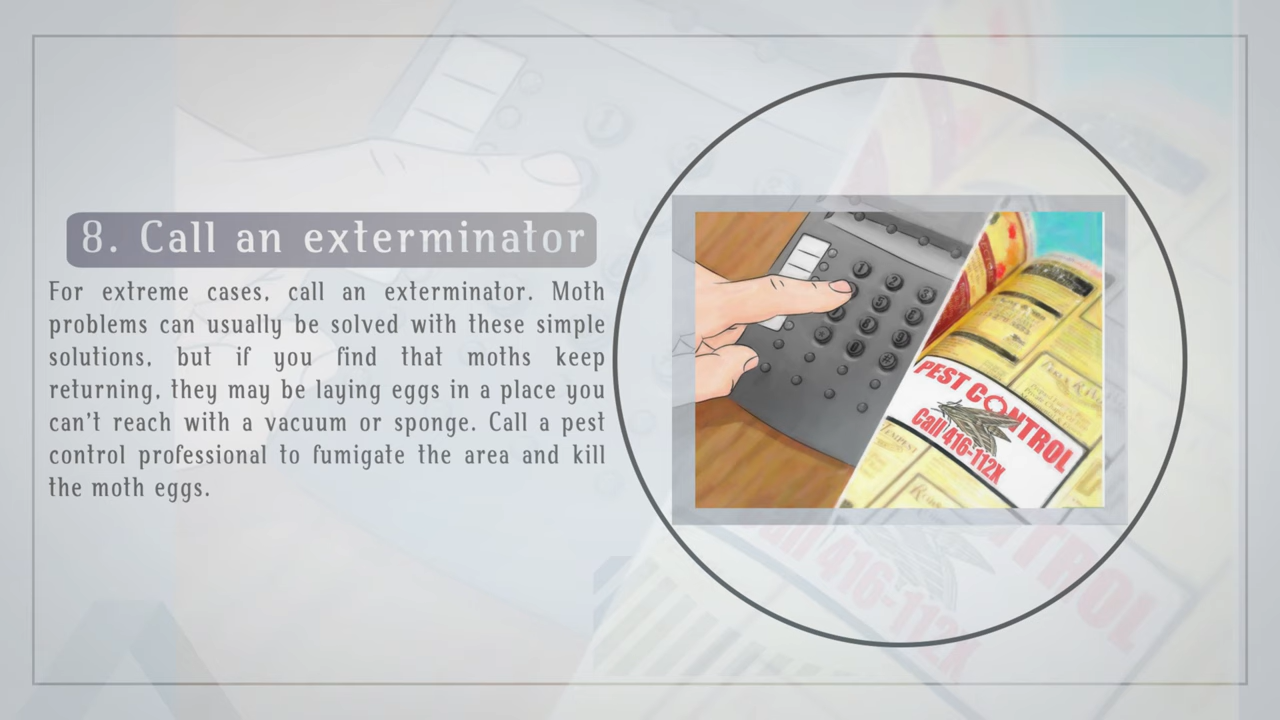 8. Call an exterminator
For extreme cases, call an exterminator. Moth
problems can usually be solved with these simple
solutions, but if you find that moths keep
returning, they may be laying eggs in a place you
can't reach with a vacuum or sponge. Call a pest
control professional to fumigate the area and kill
the moth eggs.
PEST CONTROL
Call 416-112X